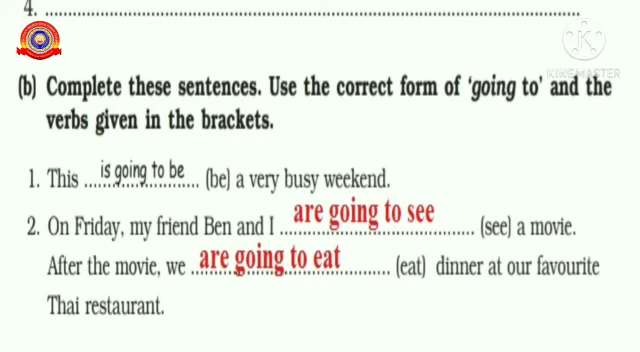 4. ....................................................................
KINEMASTER
(b) Complete these sentences. Use the correct form of ‘going to’ and the
verbs given in the brackets.
1. This ...is going to be... (be) a very busy weekend.
2. On Friday, my friend Ben and I ...are going to see... (see) a movie.
After the movie, we ...are going to eat... (eat) dinner at our favourite
Thai restaurant.